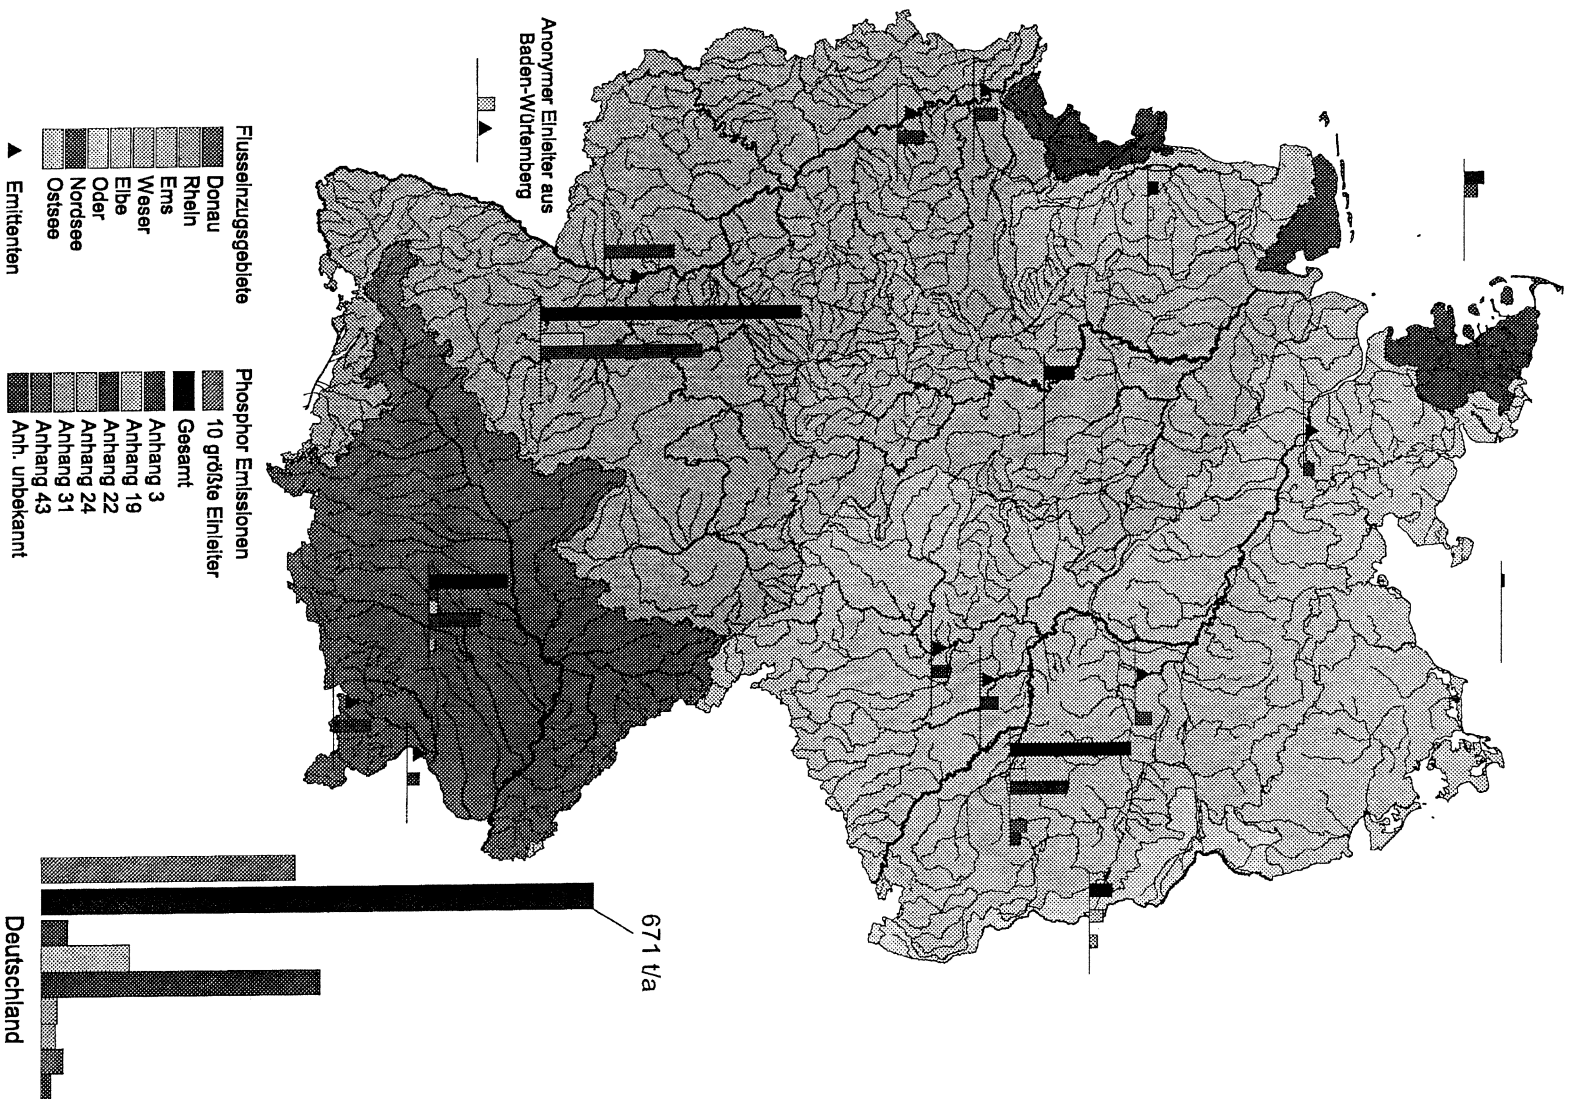 Anonymer Einleiter aus
Baden-Würtemberg
Flusseinzugsgebiete
Donau
Rhein
Ems
Weser
Elbe
Oder
Nordsee
Ostsee
Emittenten
Phosphor Emissionen
10 größte Einleiter
Gesamt
Anhang 3
Anhang 19
Anhang 22
Anhang 24
Anhang 31
Anhang 43
Anh. unbekannt
671 t/a
Deutschland